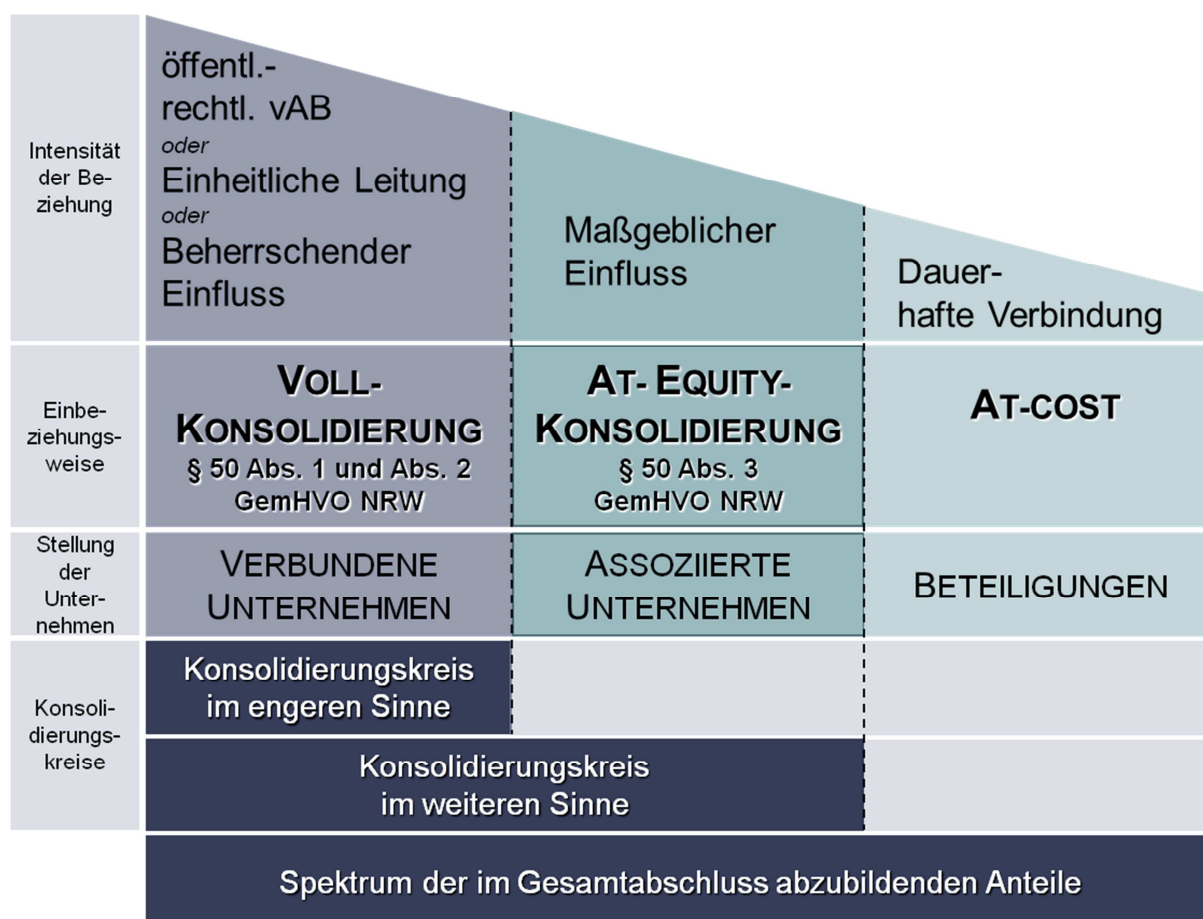 Intensität
der Be-
ziehung
öffentl.-
rechtl. vAB
oder
Einheitliche Leitung
oder
Beherrschender
Einfluss
Maßgeblicher
Einfluss
Dauer-
hafte Verbindung
Einbe-
ziehungs-
weise
VOLL-
KONSOLIDIERUNG
§ 50 Abs. 1 und Abs. 2
GemHVO NRW
AT- EQUITY-
KONSOLIDIERUNG
§ 50 Abs. 3
GemHVO NRW
AT-COST
Stellung
der
Unter-
nehmen
VERBUNDENE
UNTERNEHMEN
ASSOZIIERTE
UNTERNEHMEN
BETEILIGUNGEN
Konsoli-
dierungs-
kreise
Konsolidierungskreis
im engeren Sinne
Konsolidierungskreis
im weiteren Sinne
Spektrum der im Gesamtabschluss abzubildenden Anteile